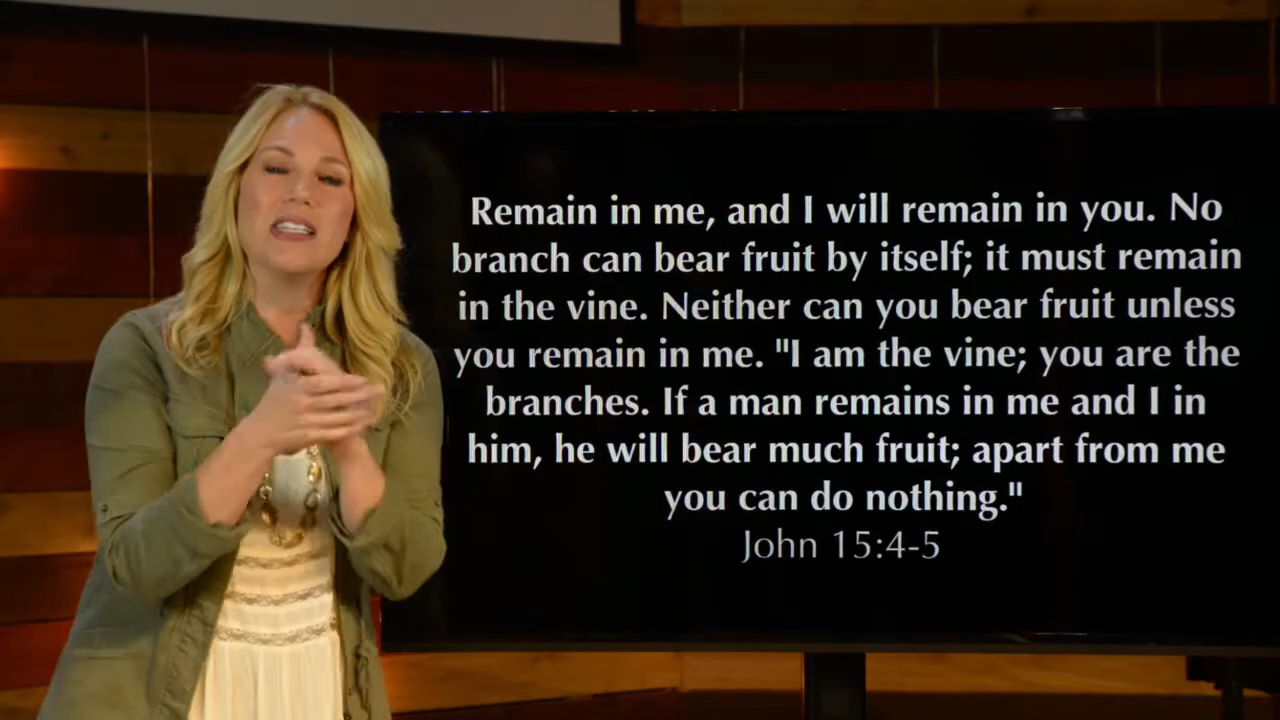 Remain in me, and I will remain in you. No
branch can bear fruit by itself; it must remain
in the vine. Neither can you bear fruit unless
you remain in me. "I am the vine; you are the
branches. If a man remains in me and I in
him, he will bear much fruit; apart from me
you can do nothing."
John 15:4-5